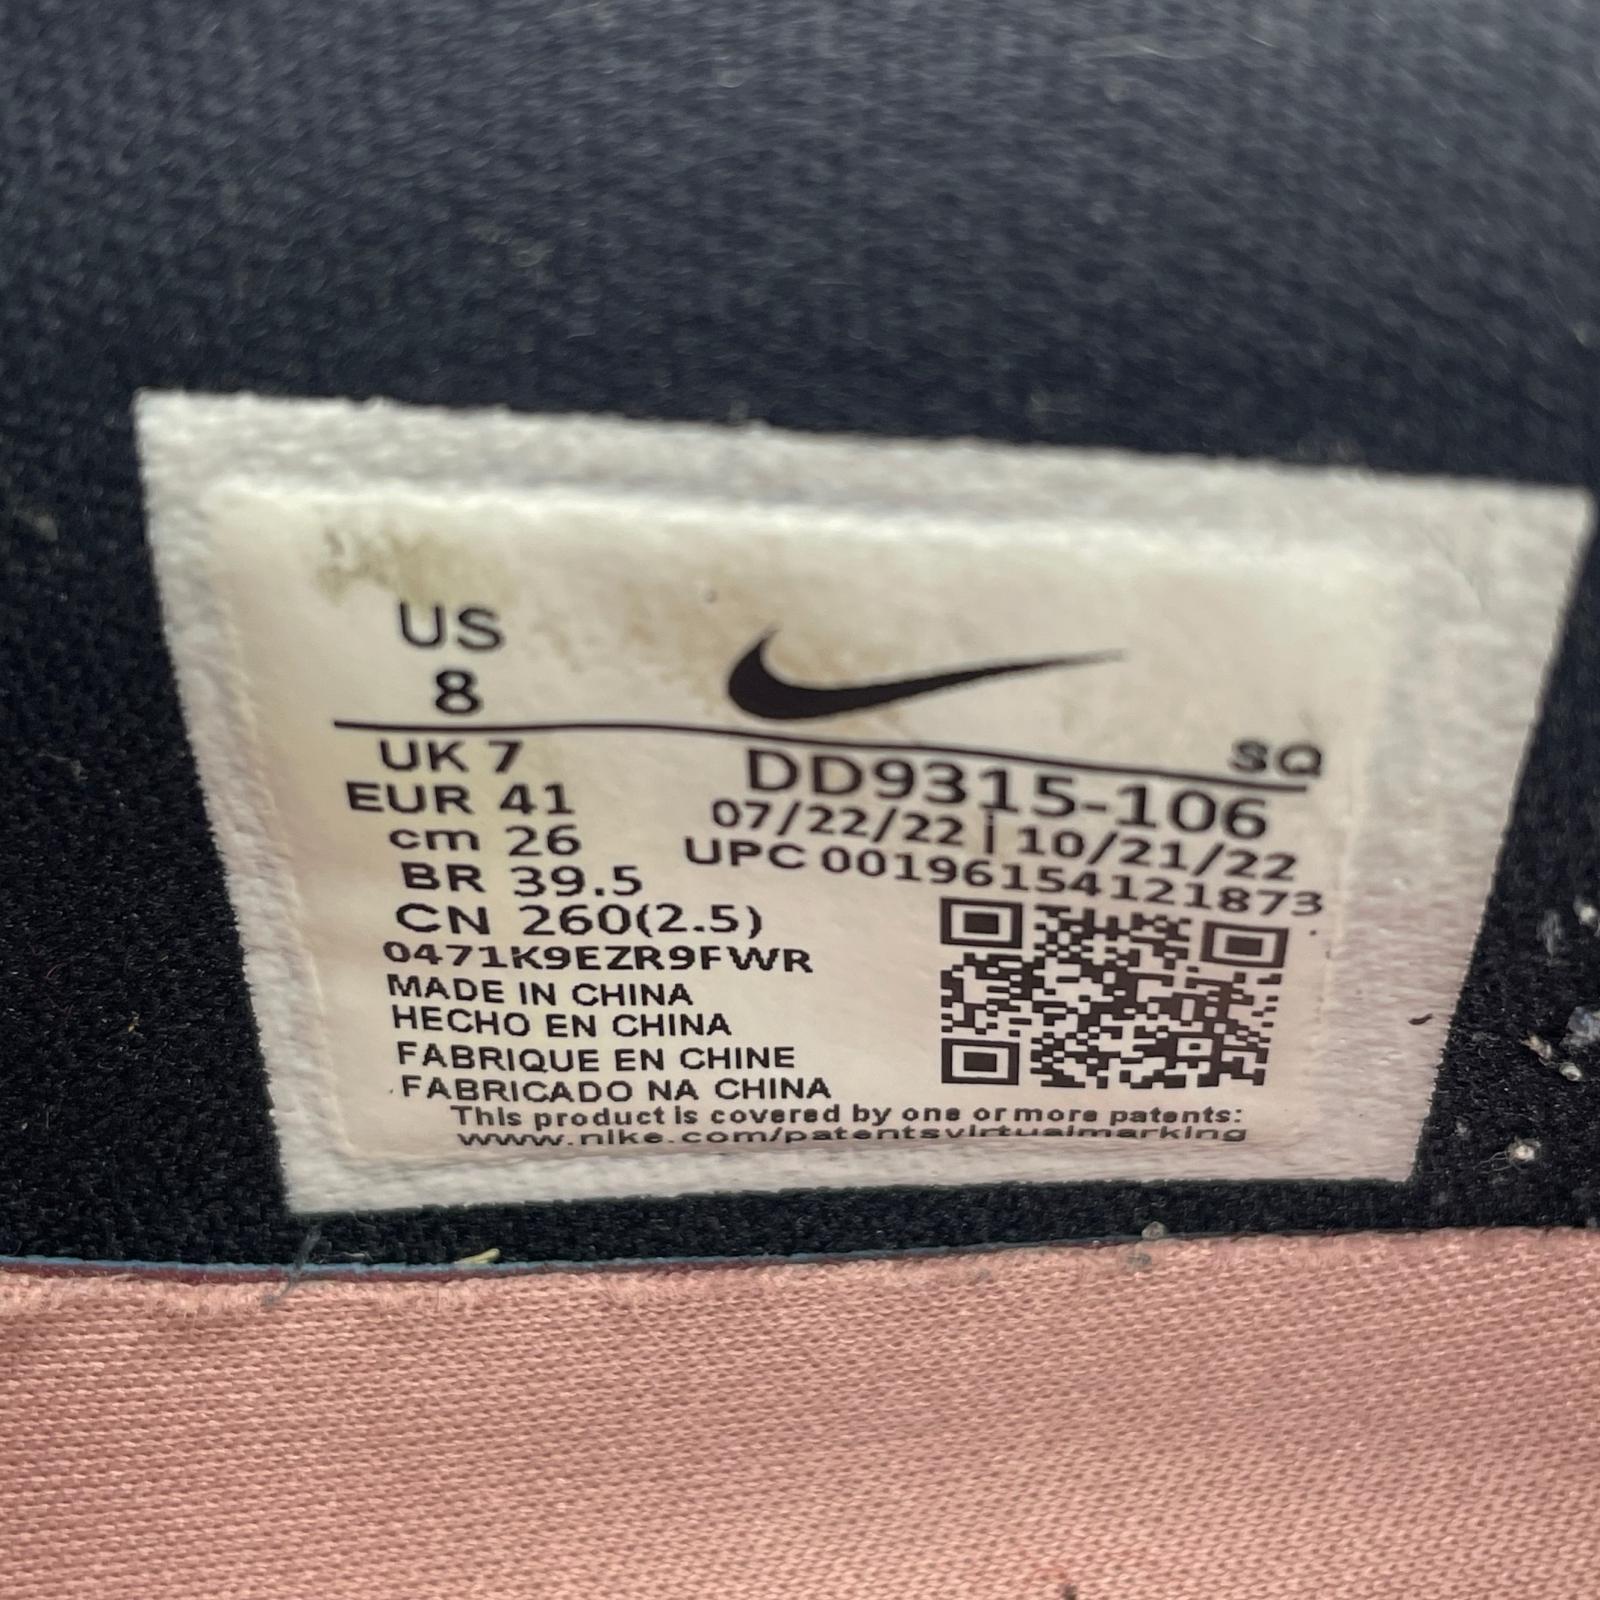 US
8
UK 7
EUR 41
cm 26
BR 39.5
CN 260(2.5)
0471K9EZR9FWR
MADE IN CHINA
HECHO EN CHINA
FABRIQUE EN CHINE
FABRICADO NA CHINA
SQ
DD9315-106
07/22/22 | 10/21/22
UPC 00196154121873
This product is covered by one or more patents:
www.nike.com/patentsvirtualmarking